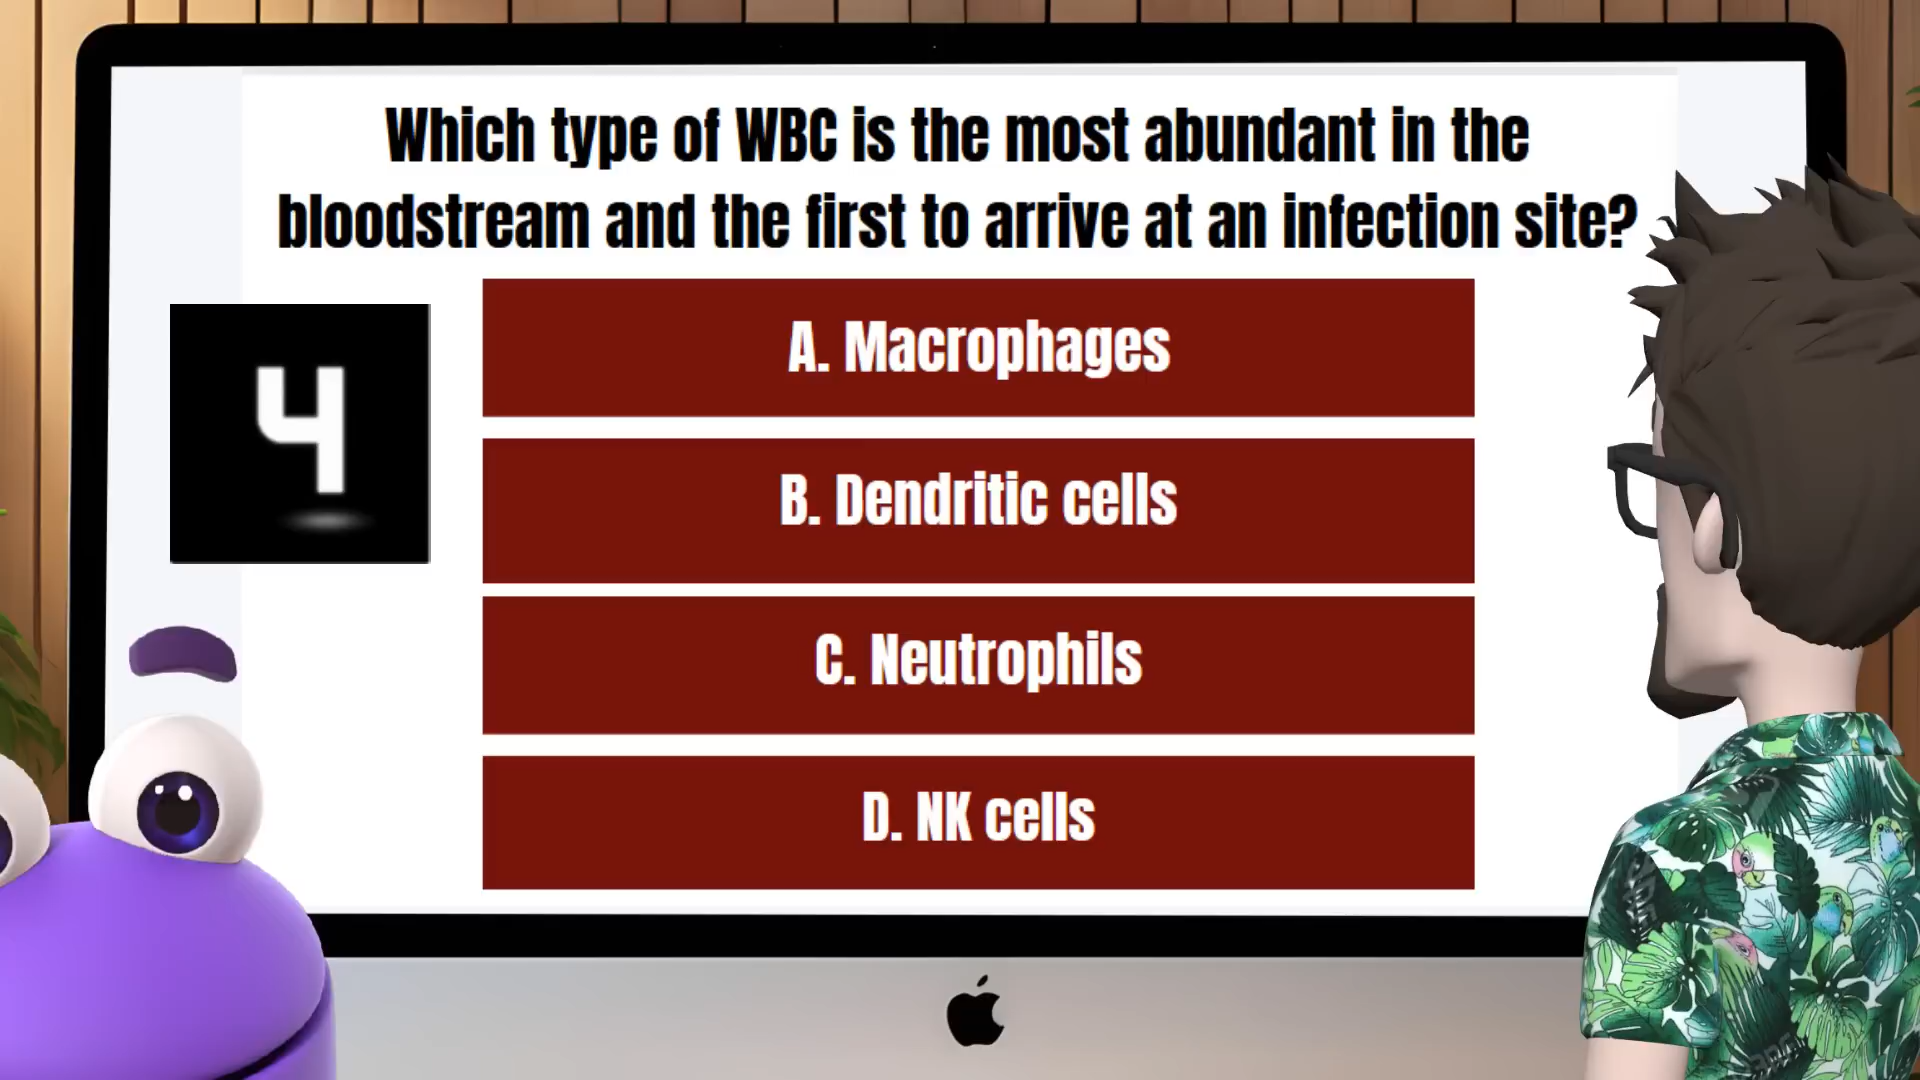 Which type of WBC is the most abundant in the
bloodstream and the first to arrive at an infection site?
4
A. Macrophages
B. Dendritic cells
C. Neutrophils
D. NK cells